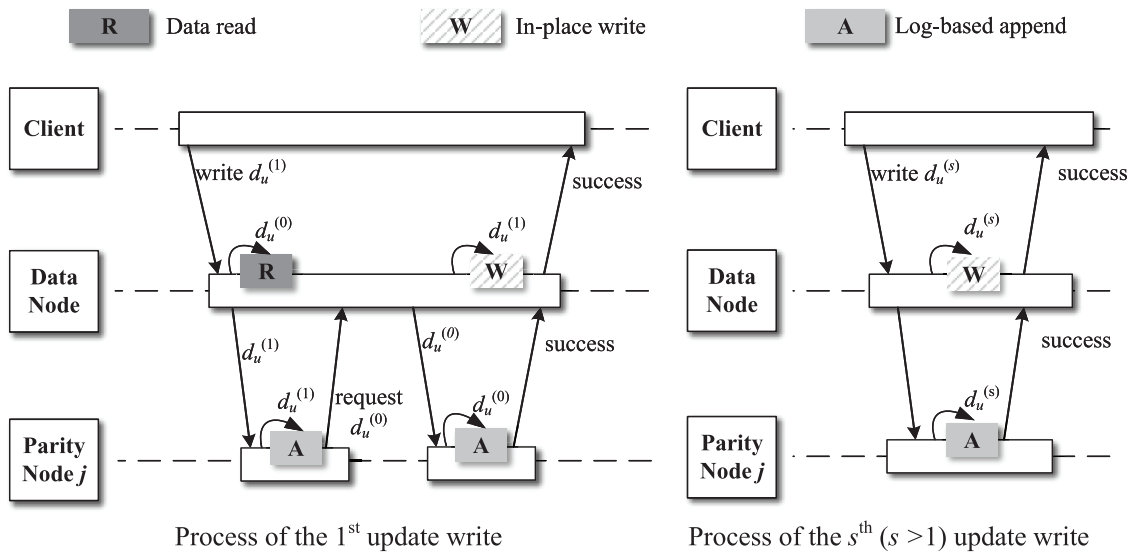 R Data read W In-place write A Log-based append
Client Client
write d_u^(1) success write d_u^(s) success
d_u^(0) d_u^(1) d_u^(s)
R W W
Data Node Data Node
d_u^(1) d_u^(0) success success
request d_u^(0)
d_u^(1) d_u^(0) d_u^(s)
A A A
Parity Node j Parity Node j
Process of the 1st update write Process of the sth (s >1) update write